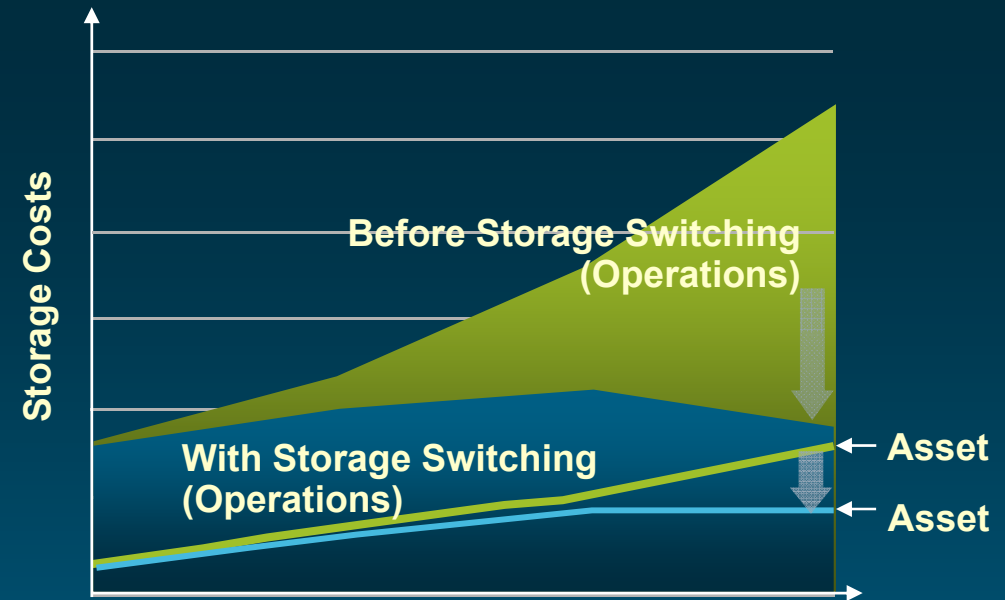 Storage Costs
Before Storage Switching
(Operations)
With Storage Switching
(Operations)
Asset
Asset